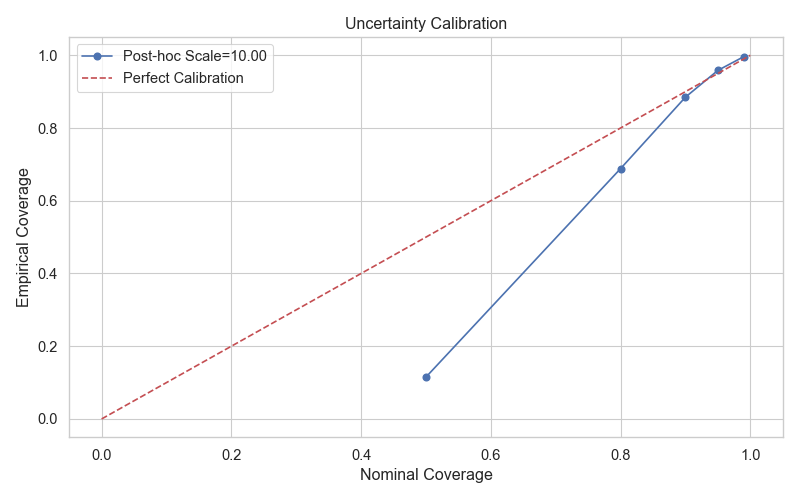 Uncertainty Calibration
Post-hoc Scale=10.00
Perfect Calibration
Empirical Coverage
1.0
0.8
0.6
0.4
0.2
0.0
0.0 0.2 0.4 0.6 0.8 1.0
Nominal Coverage